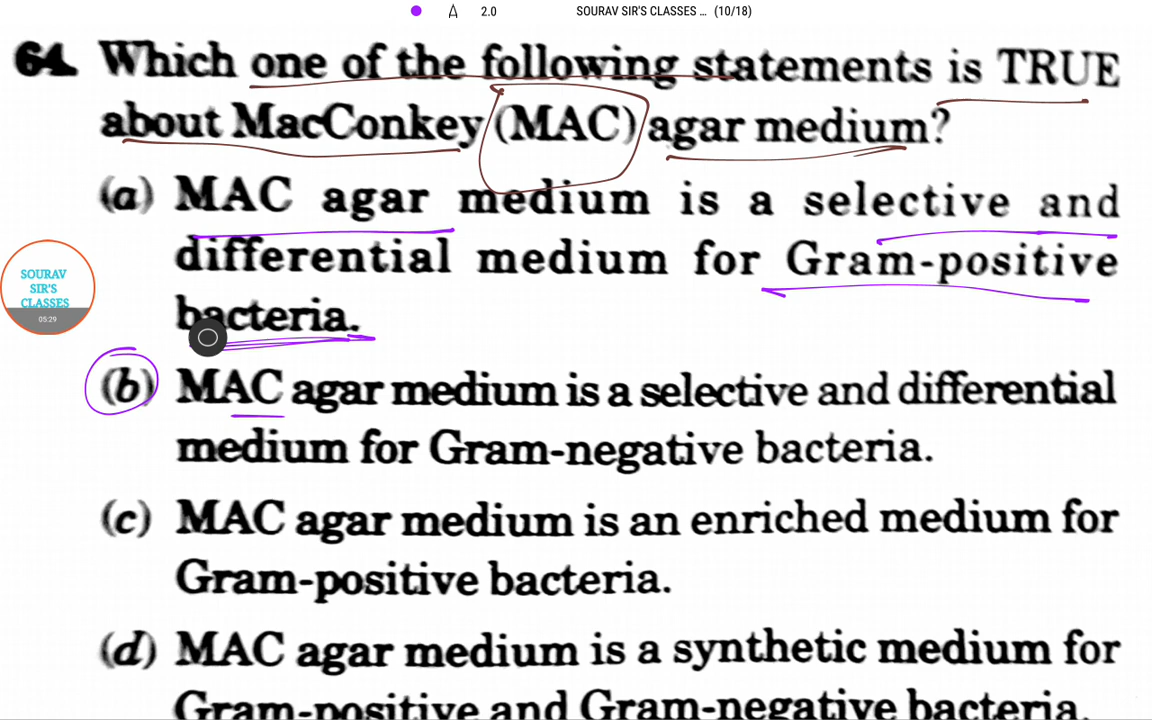 2.0 SOURAV SIR'S CLASSES ... (10/18)
64. Which one of the following statements is TRUE
about MacConkey (MAC) agar medium?
(a) MAC agar medium is a selective and
differential medium for Gram-positive
bacteria.
SOURAV
SIR'S
CLASSES
05:29
(b) MAC agar medium is a selective and differential
medium for Gram-negative bacteria.
(c) MAC agar medium is an enriched medium for
Gram-positive bacteria.
(d) MAC agar medium is a synthetic medium for
Gram-positive and Gram-negative bacteria.